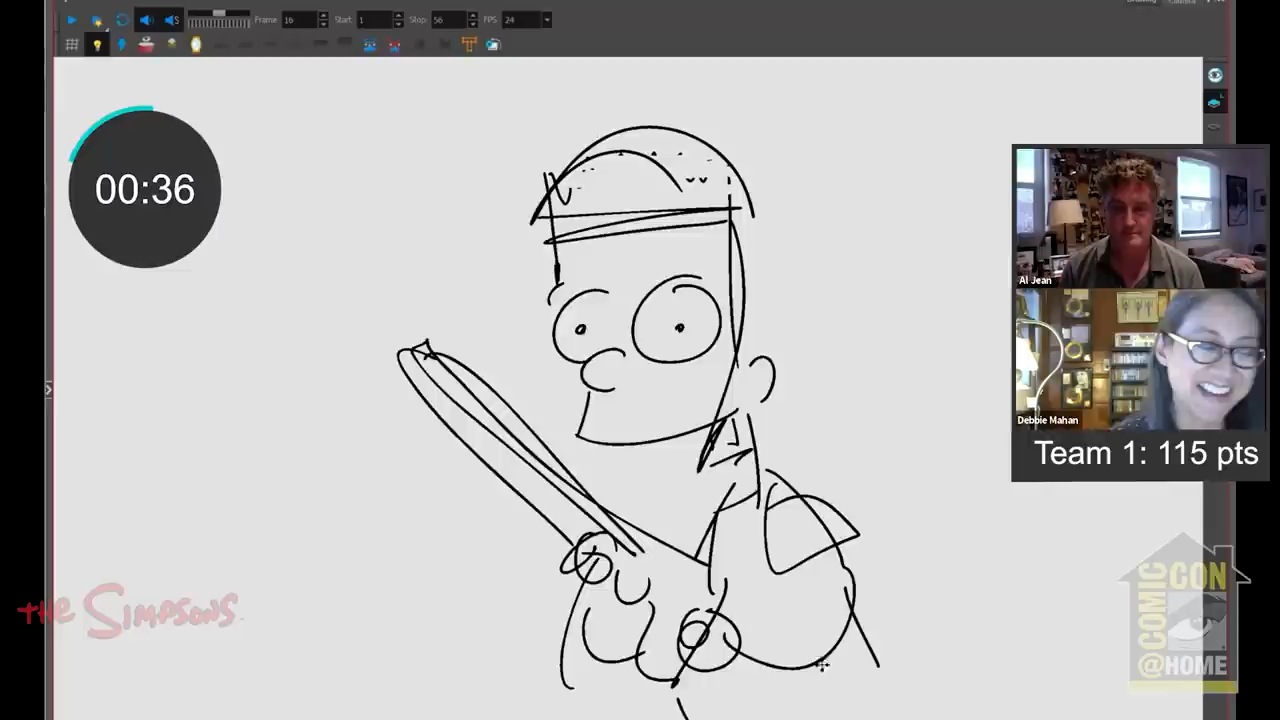 Frame 16 Start 1 Stop 56 FPS 24
00:36
Al Jean
Debbie Mahan
Team 1: 115 pts
THE SIMPSONS
COMIC
CON
@HOME